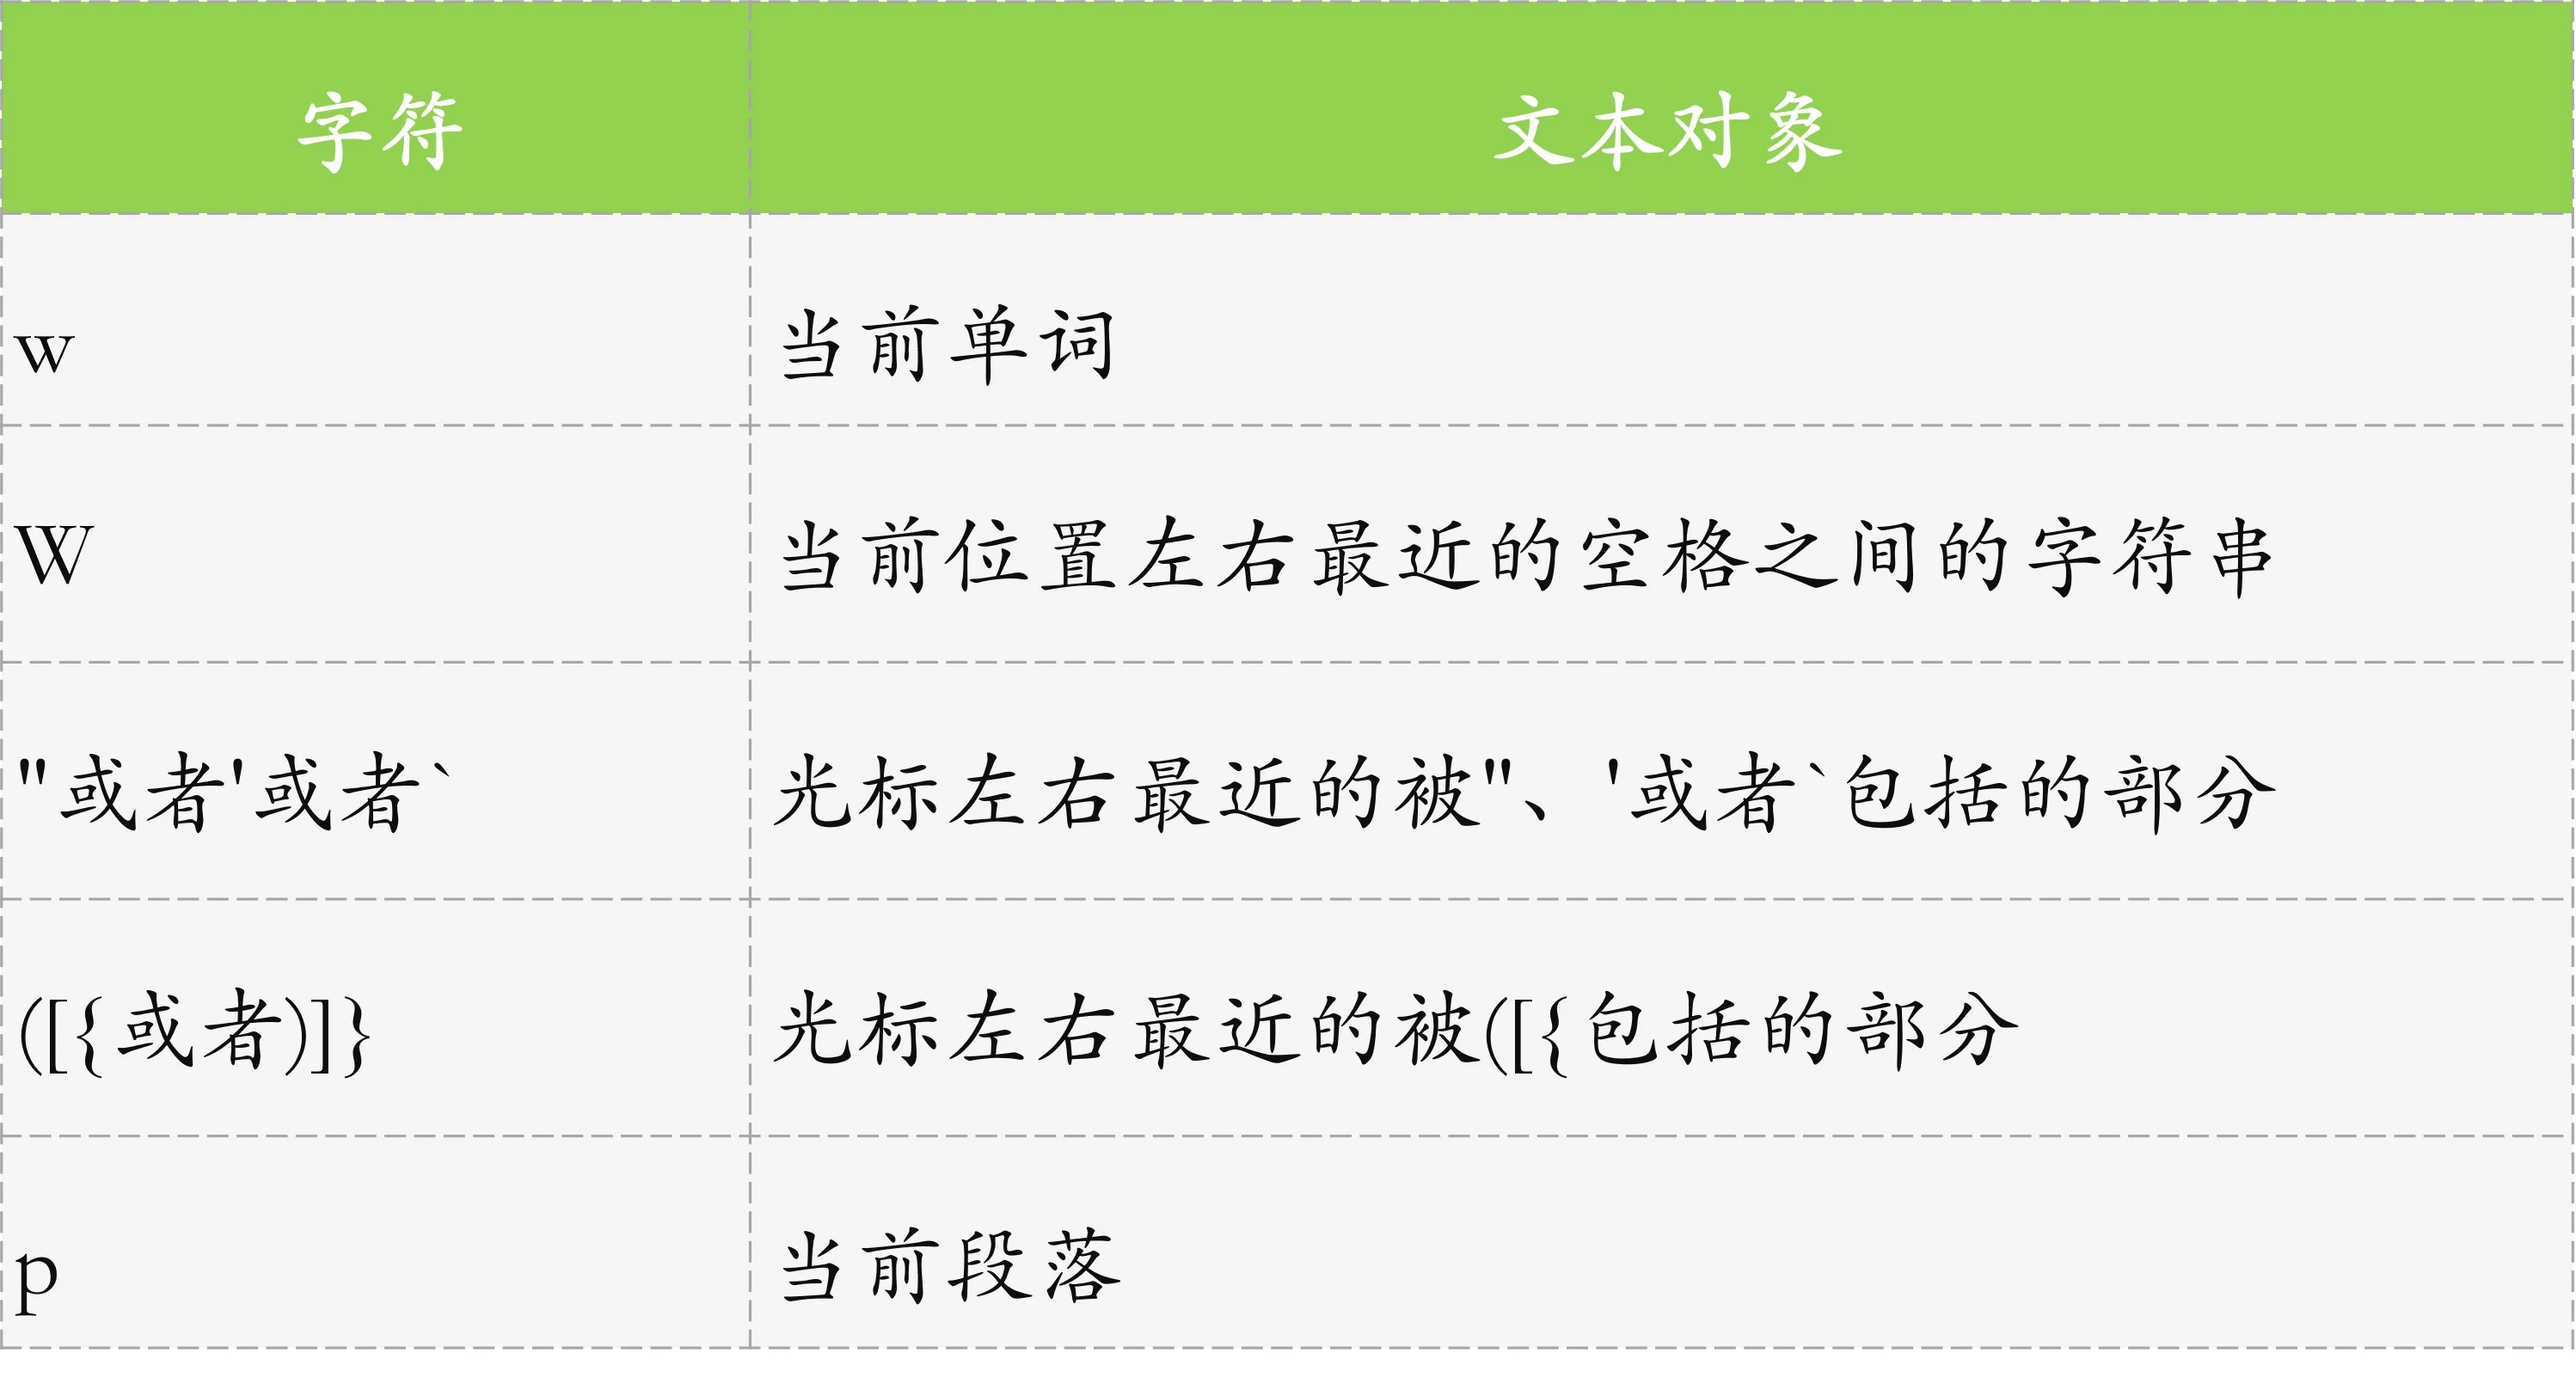 字符 文本对象
w 当前单词
W 当前位置左右最近的空格之间的字符串
"或者'或者` 光标左右最近的被"、'或者`包括的部分
([{或者)]} 光标左右最近的被([{包括的部分
p 当前段落